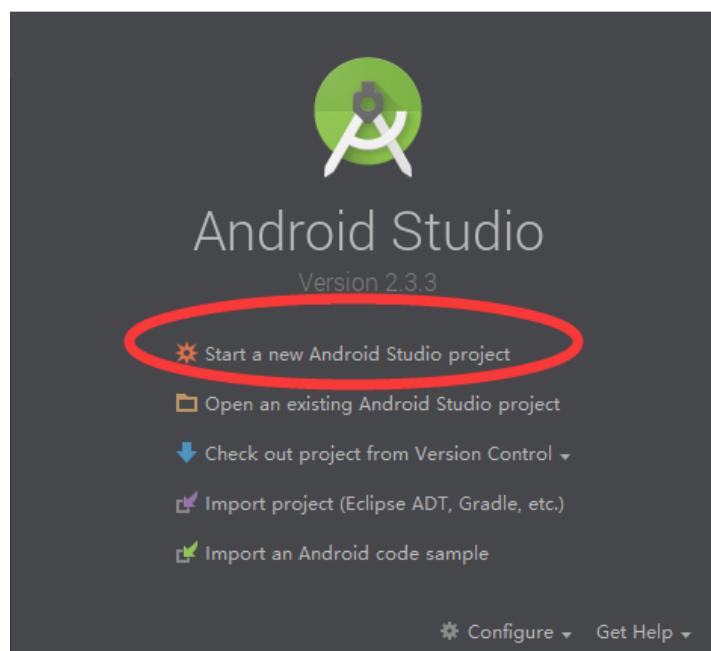 Android Studio
Version 2.3.3
Start a new Android Studio project
Open an existing Android Studio project
Check out project from Version Control
Import project (Eclipse ADT, Gradle, etc.)
Import an Android code sample
Configure Get Help